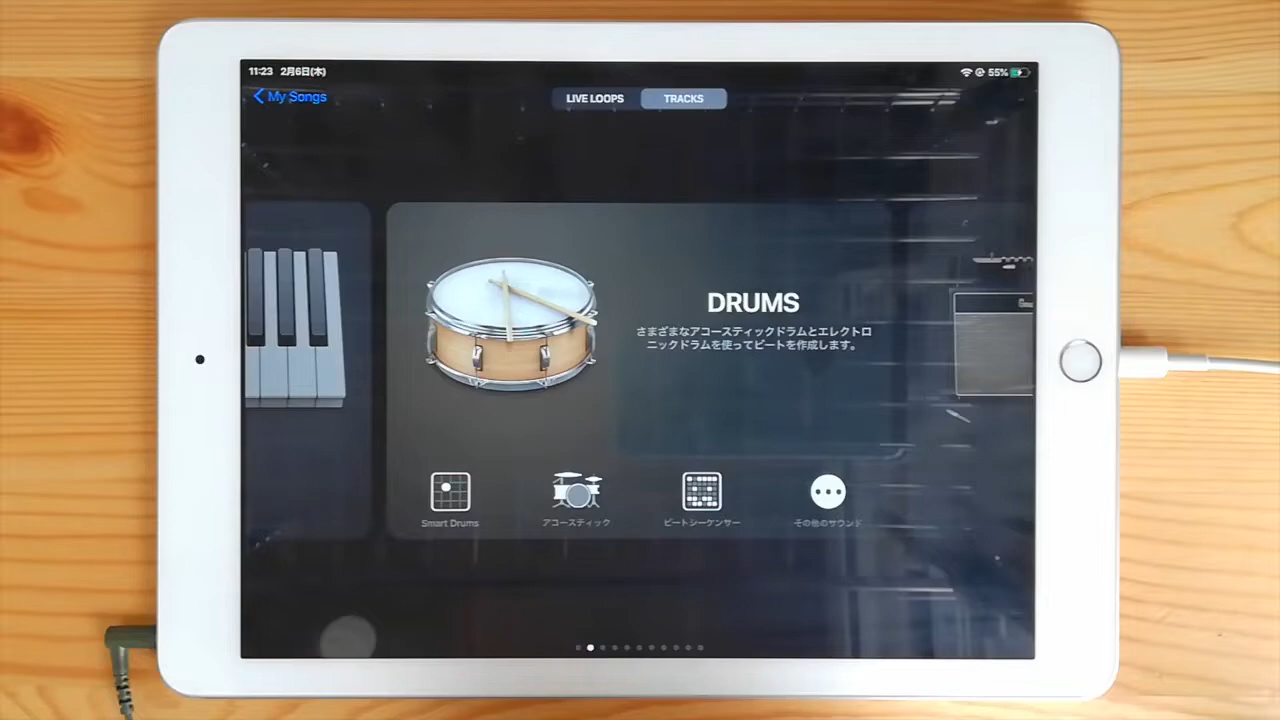 11:23 2月6日(木)
55%
My Songs
LIVE LOOPS TRACKS
DRUMS
さまざまなアコースティックドラムとエレクトロ
ニックドラムを使ってビートを作成します。
Smart Drums アコースティック ビートシーケンサー その他のサウンド